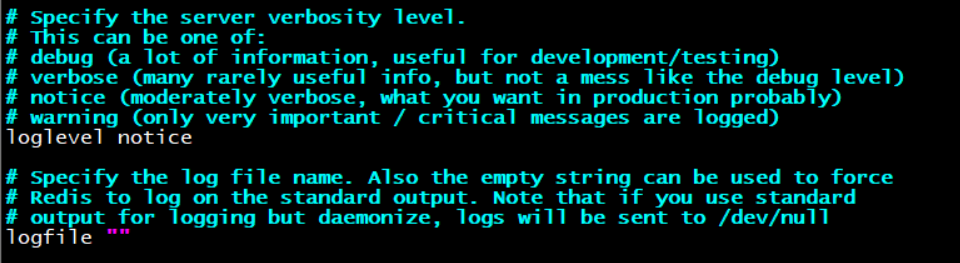 # Specify the server verbosity level.
# This can be one of:
# debug (a lot of information, useful for development/testing)
# verbose (many rarely useful info, but not a mess like the debug level)
# notice (moderately verbose, what you want in production probably)
# warning (only very important / critical messages are logged)
loglevel notice
# Specify the log file name. Also the empty string can be used to force
# Redis to log on the standard output. Note that if you use standard
# output for logging but daemonize, logs will be sent to /dev/null
logfile ""